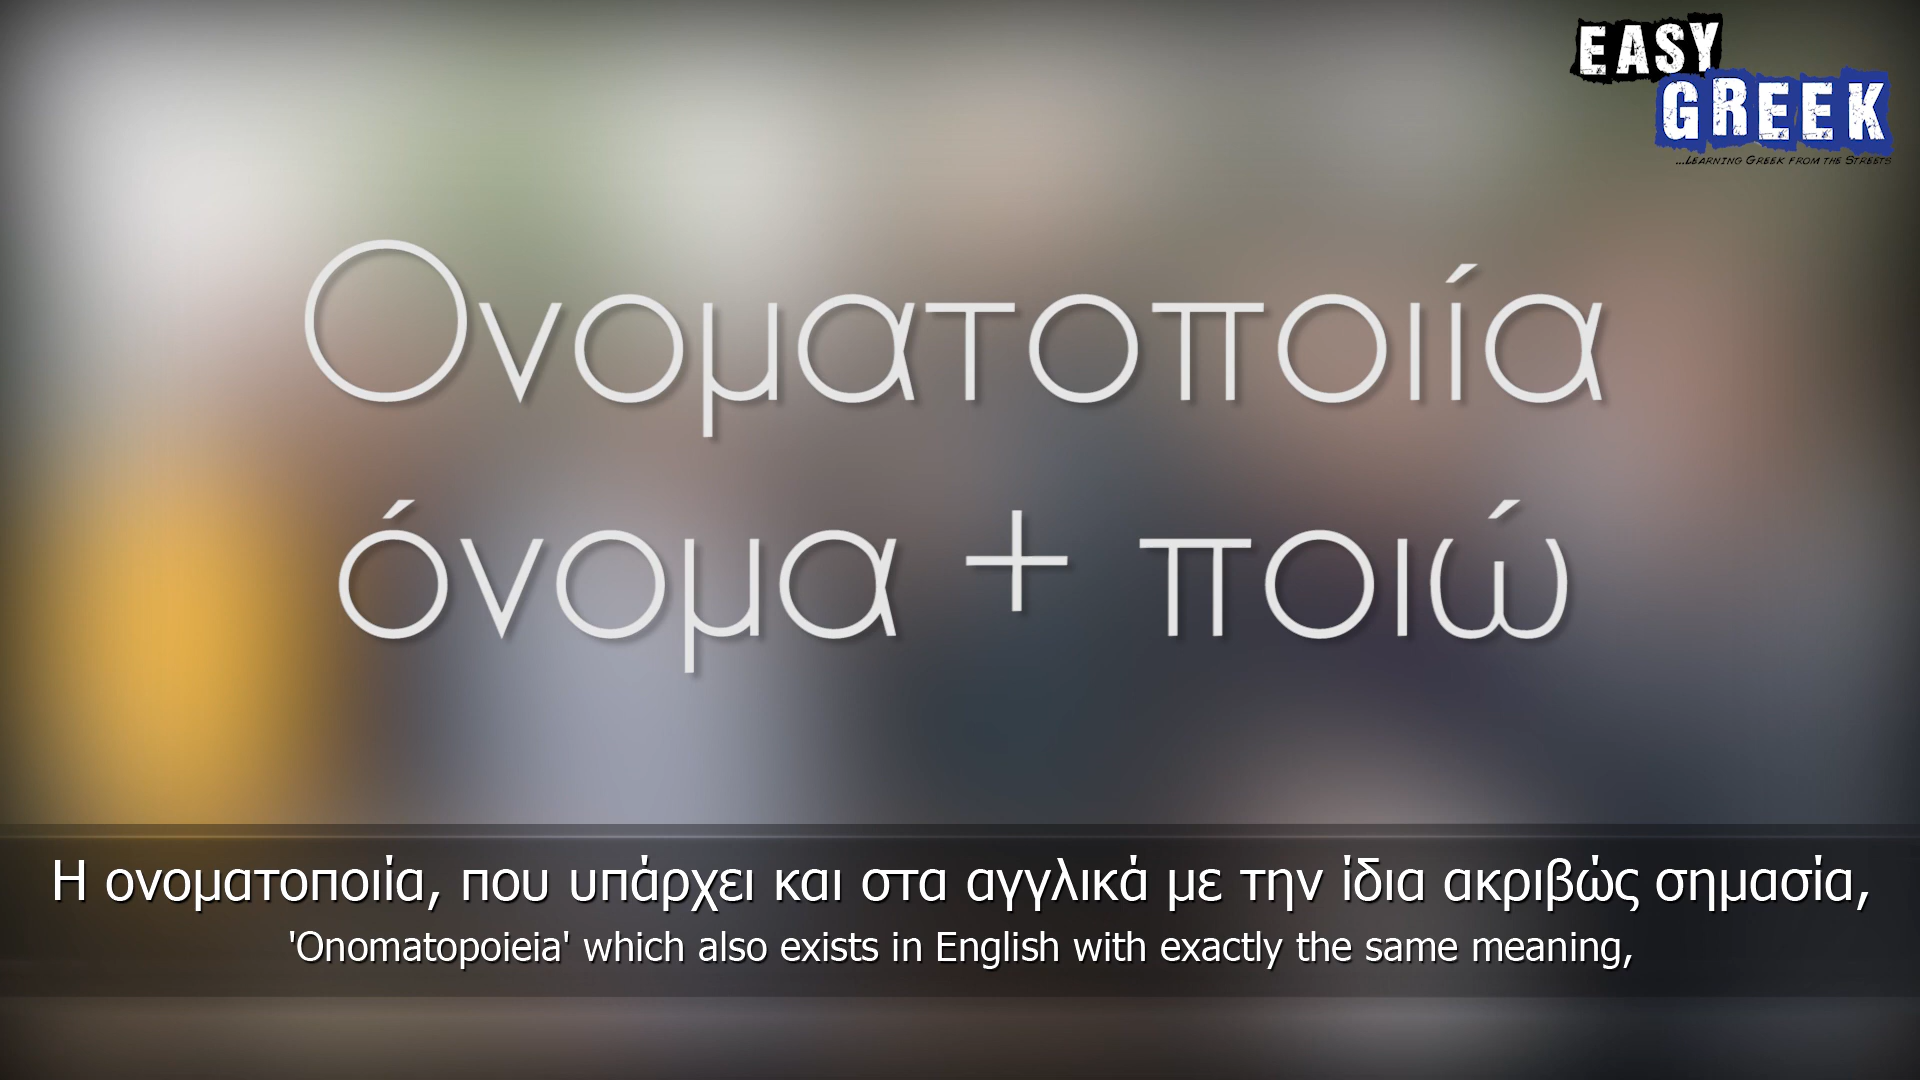 EASY
GREEK
...Learning Greek from the Streets
Ονοματοποιία
όνομα + ποιώ
Η ονοματοποιία, που υπάρχει και στα αγγλικά με την ίδια ακριβώς σημασία,
'Onomatopoieia' which also exists in English with exactly the same meaning,